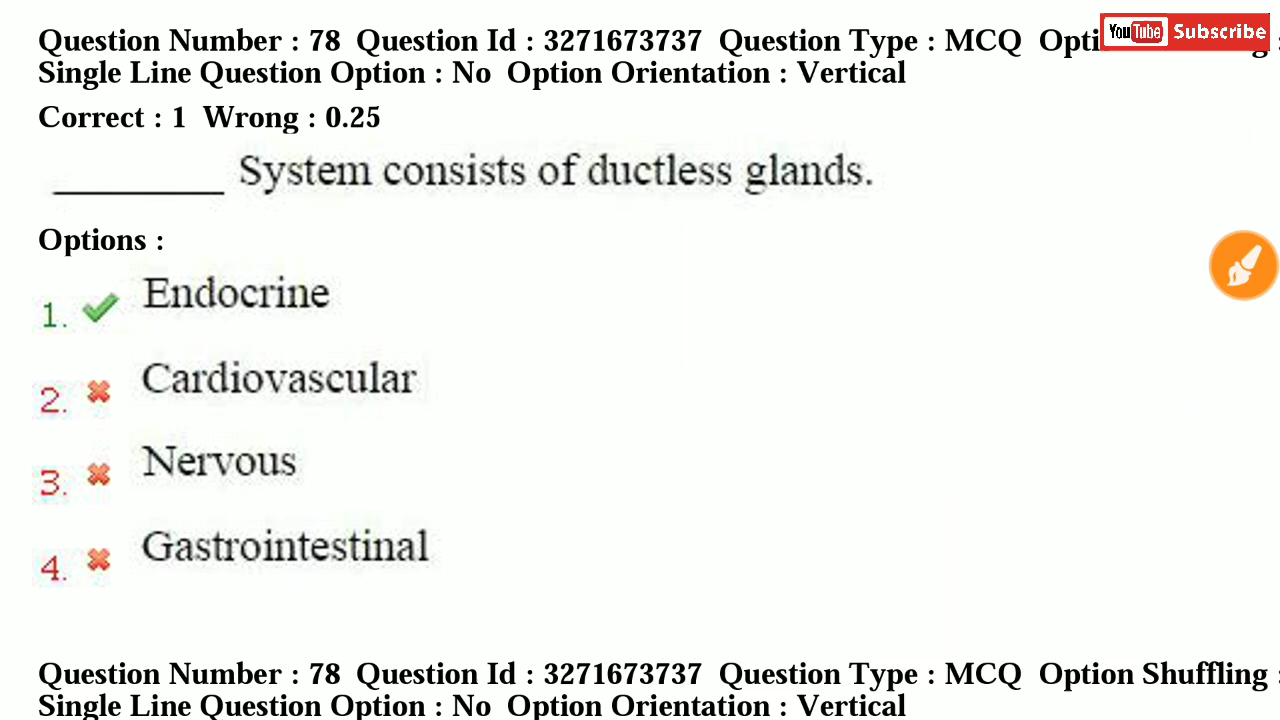 Question Number : 78 Question Id : 3271673737 Question Type : MCQ Opti
YouTube Subscribe
Single Line Question Option : No Option Orientation : Vertical
Correct : 1 Wrong : 0.25
________ System consists of ductless glands.
Options :
1. Endocrine
2. Cardiovascular
3. Nervous
4. Gastrointestinal
Question Number : 78 Question Id : 3271673737 Question Type : MCQ Option Shuffling :
Single Line Question Option : No Option Orientation : Vertical